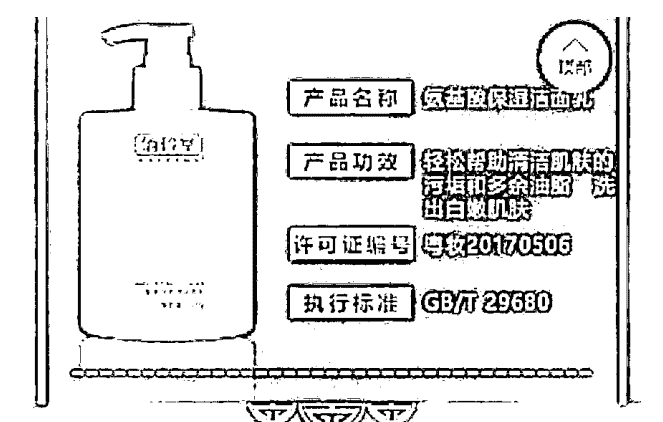 顶部
产品名称 氨基酸保湿洁面乳
产品功效 轻松帮助清洁肌肤的
污垢和多余油脂 洗
出白嫩肌肤
许可证编号 粤妆20170506
执行标准 GB/T 29680